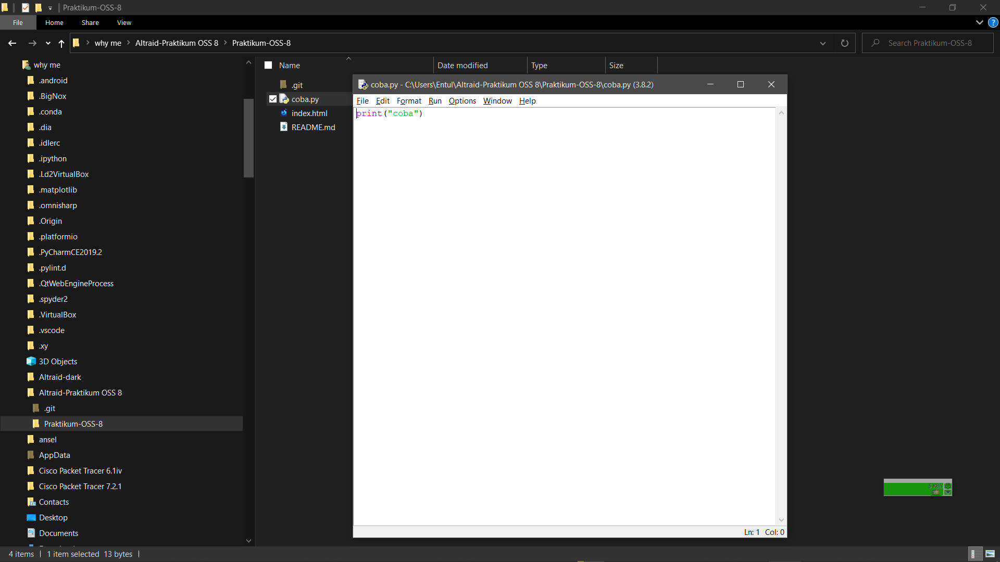 Praktikum-OSS-8
File Home Share View
why me Altraid-Praktikum OSS 8 Praktikum-OSS-8
Search Praktikum-OSS-8
why me
.android
.BigNox
.conda
.dia
.idlerc
.ipython
.Ld2VirtualBox
.matplotlib
.omnisharp
.Origin
.platformio
.PyCharmCE2019.2
.pylint.d
.QtWebEngineProcess
.spyder2
.VirtualBox
.vscode
.xy
3D Objects
Altraid-dark
Altraid-Praktikum OSS 8
.git
Praktikum-OSS-8
ansel
AppData
Cisco Packet Tracer 6.1iv
Cisco Packet Tracer 7.2.1
Contacts
Desktop
Documents
Name Date modified Type Size
.git
coba.py
index.html
README.md
coba.py - C:\Users\Entul\Altraid-Praktikum OSS 8\Praktikum-OSS-8\coba.py (3.8.2)
File Edit Format Run Options Window Help
print("coba")
Ln: 1 Col: 0
5 KB/s
4 items 1 item selected 13 bytes